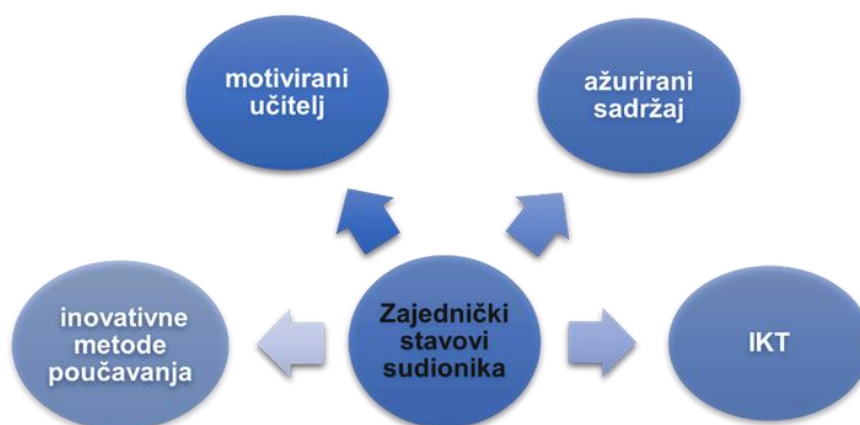 motivirani
učitelj
ažurirani
sadržaj
inovativne
metode
poučavanja
Zajednički
stavovi
sudionika
IKT